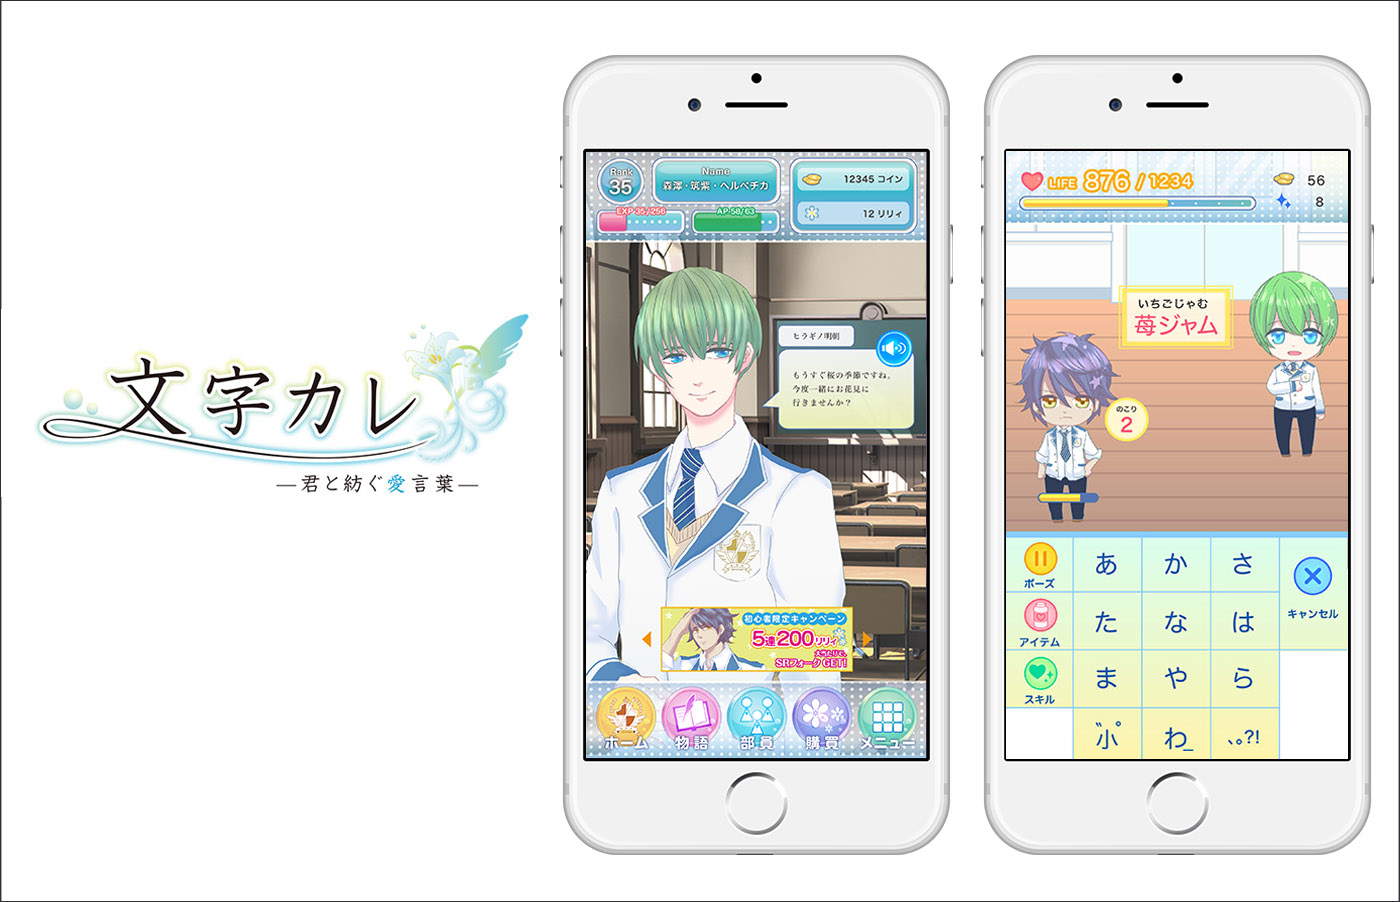 文字カレ
―君と紡ぐ愛言葉―
Rank
35
Name
森澤・筑紫・ヘルベチカ
12345 コイン
EXP 35/256
AP 58/63
12 リリィ
ヒラギノ明朝
もうすぐ桜の季節ですね。
今度一緒にお花見に
行きませんか？
初心者限定キャンペーン
5連200リリィ
大当たりで、
SRフォークGET!
ホーム
物語
部員
購買
メニュー
LIFE 876 / 1234
56
8
いちごじゃむ
苺ジャム
のこり
2
ポーズ
あ
か
さ
キャンセル
アイテム
た
な
は
スキル
ま
や
ら
゛゜
小
わ_
、。?!